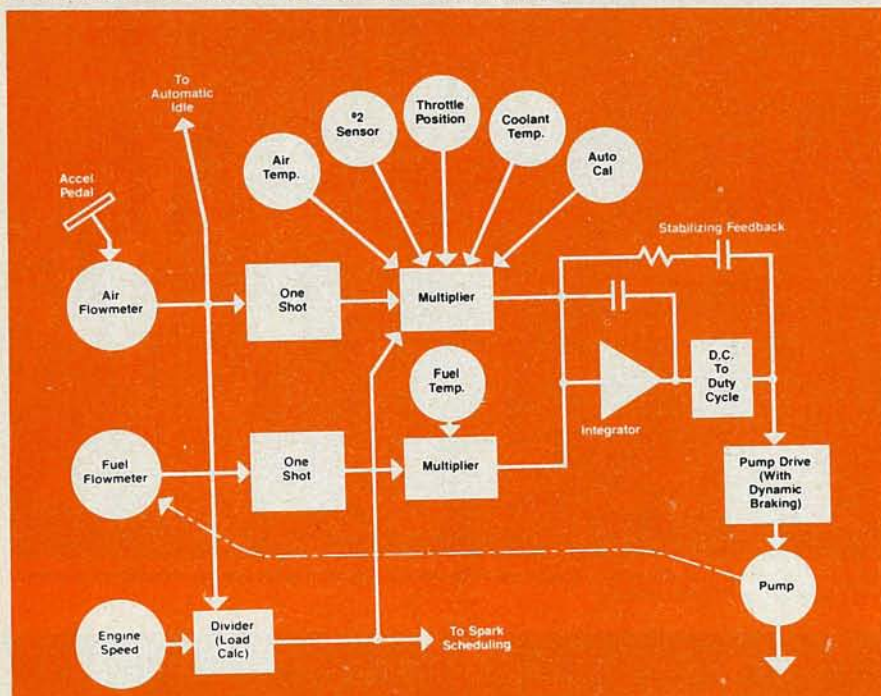 To
Automatic
Idle
Accel
Pedal
Air
Temp.
#2
Sensor
Throttle
Position
Coolant
Temp.
Auto
Cal
Stabilizing Feedback
Air
Flowmeter
One
Shot
Multiplier
Fuel
Temp.
Integrator
D.C.
To
Duty
Cycle
Fuel
Flowmeter
One
Shot
Multiplier
Pump Drive
(With
Dynamic
Braking)
Pump
Engine
Speed
Divider
(Load
Calc)
To Spark
Scheduling